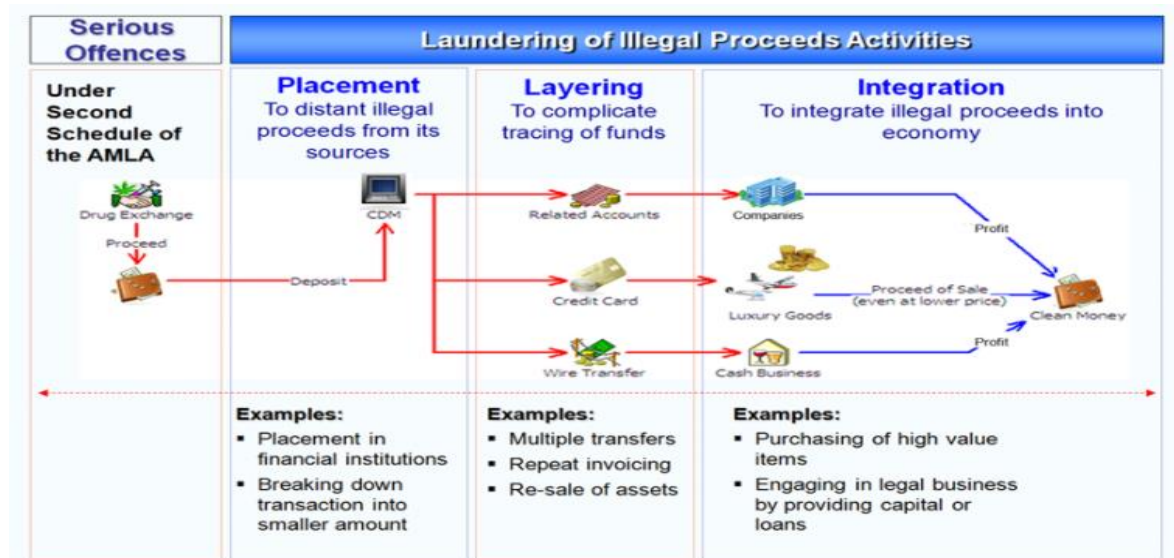 Serious
Offences
Laundering of Illegal Proceeds Activities
Under
Second
Schedule of
the AMLA
Placement
To distant illegal
proceeds from its
sources
Layering
To complicate
tracing of funds
Integration
To integrate illegal proceeds into
economy
Drug Exchange
Proceed
Deposit
CDM
Related Accounts
Credit Card
Wire Transfer
Companies
Luxury Goods
Cash Business
Profit
Proceed of Sale
(even at lower price)
Profit
Clean Money
Examples:
▪ Placement in
financial institutions
▪ Breaking down
transaction into
smaller amount
Examples:
▪ Multiple transfers
▪ Repeat invoicing
▪ Re-sale of assets
Examples:
▪ Purchasing of high value
items
▪ Engaging in legal business
by providing capital or
loans